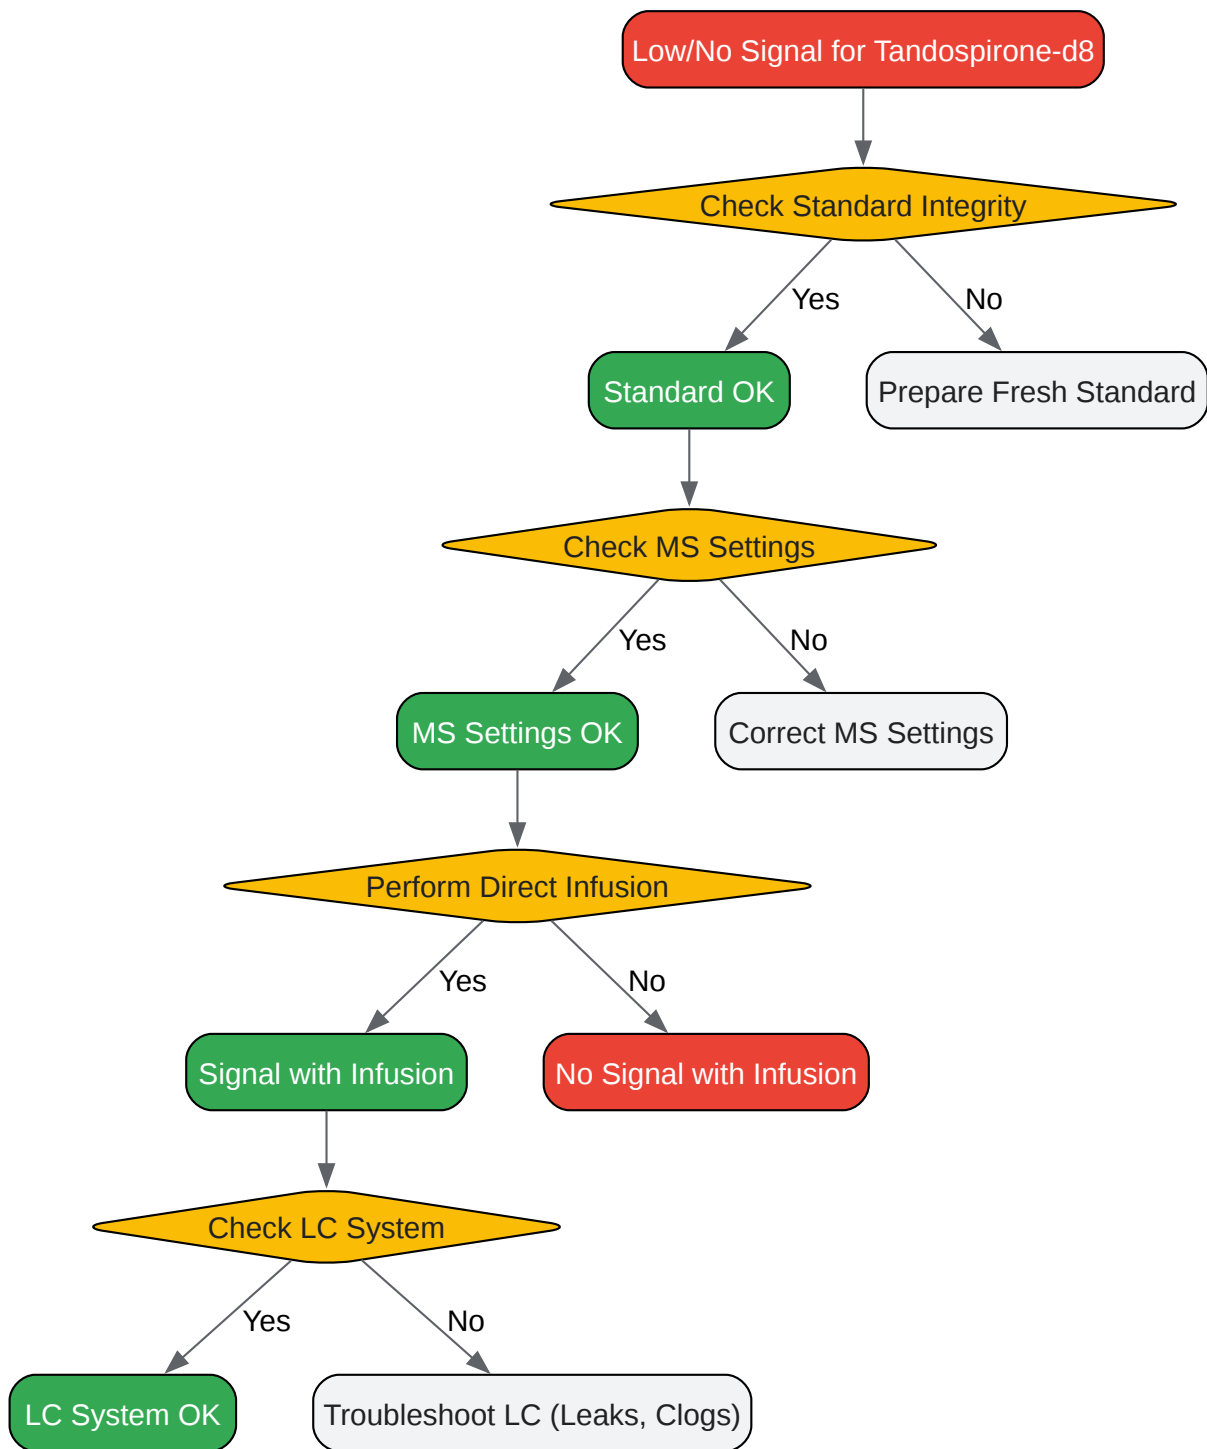 Low/No Signal for Tandospirone-d8
Check Standard Integrity
Yes
No
Standard OK
Prepare Fresh Standard
Check MS Settings
Yes
No
MS Settings OK
Correct MS Settings
Perform Direct Infusion
Yes
No
Signal with Infusion
No Signal with Infusion
Check LC System
Yes
No
LC System OK
Troubleshoot LC (Leaks, Clogs)